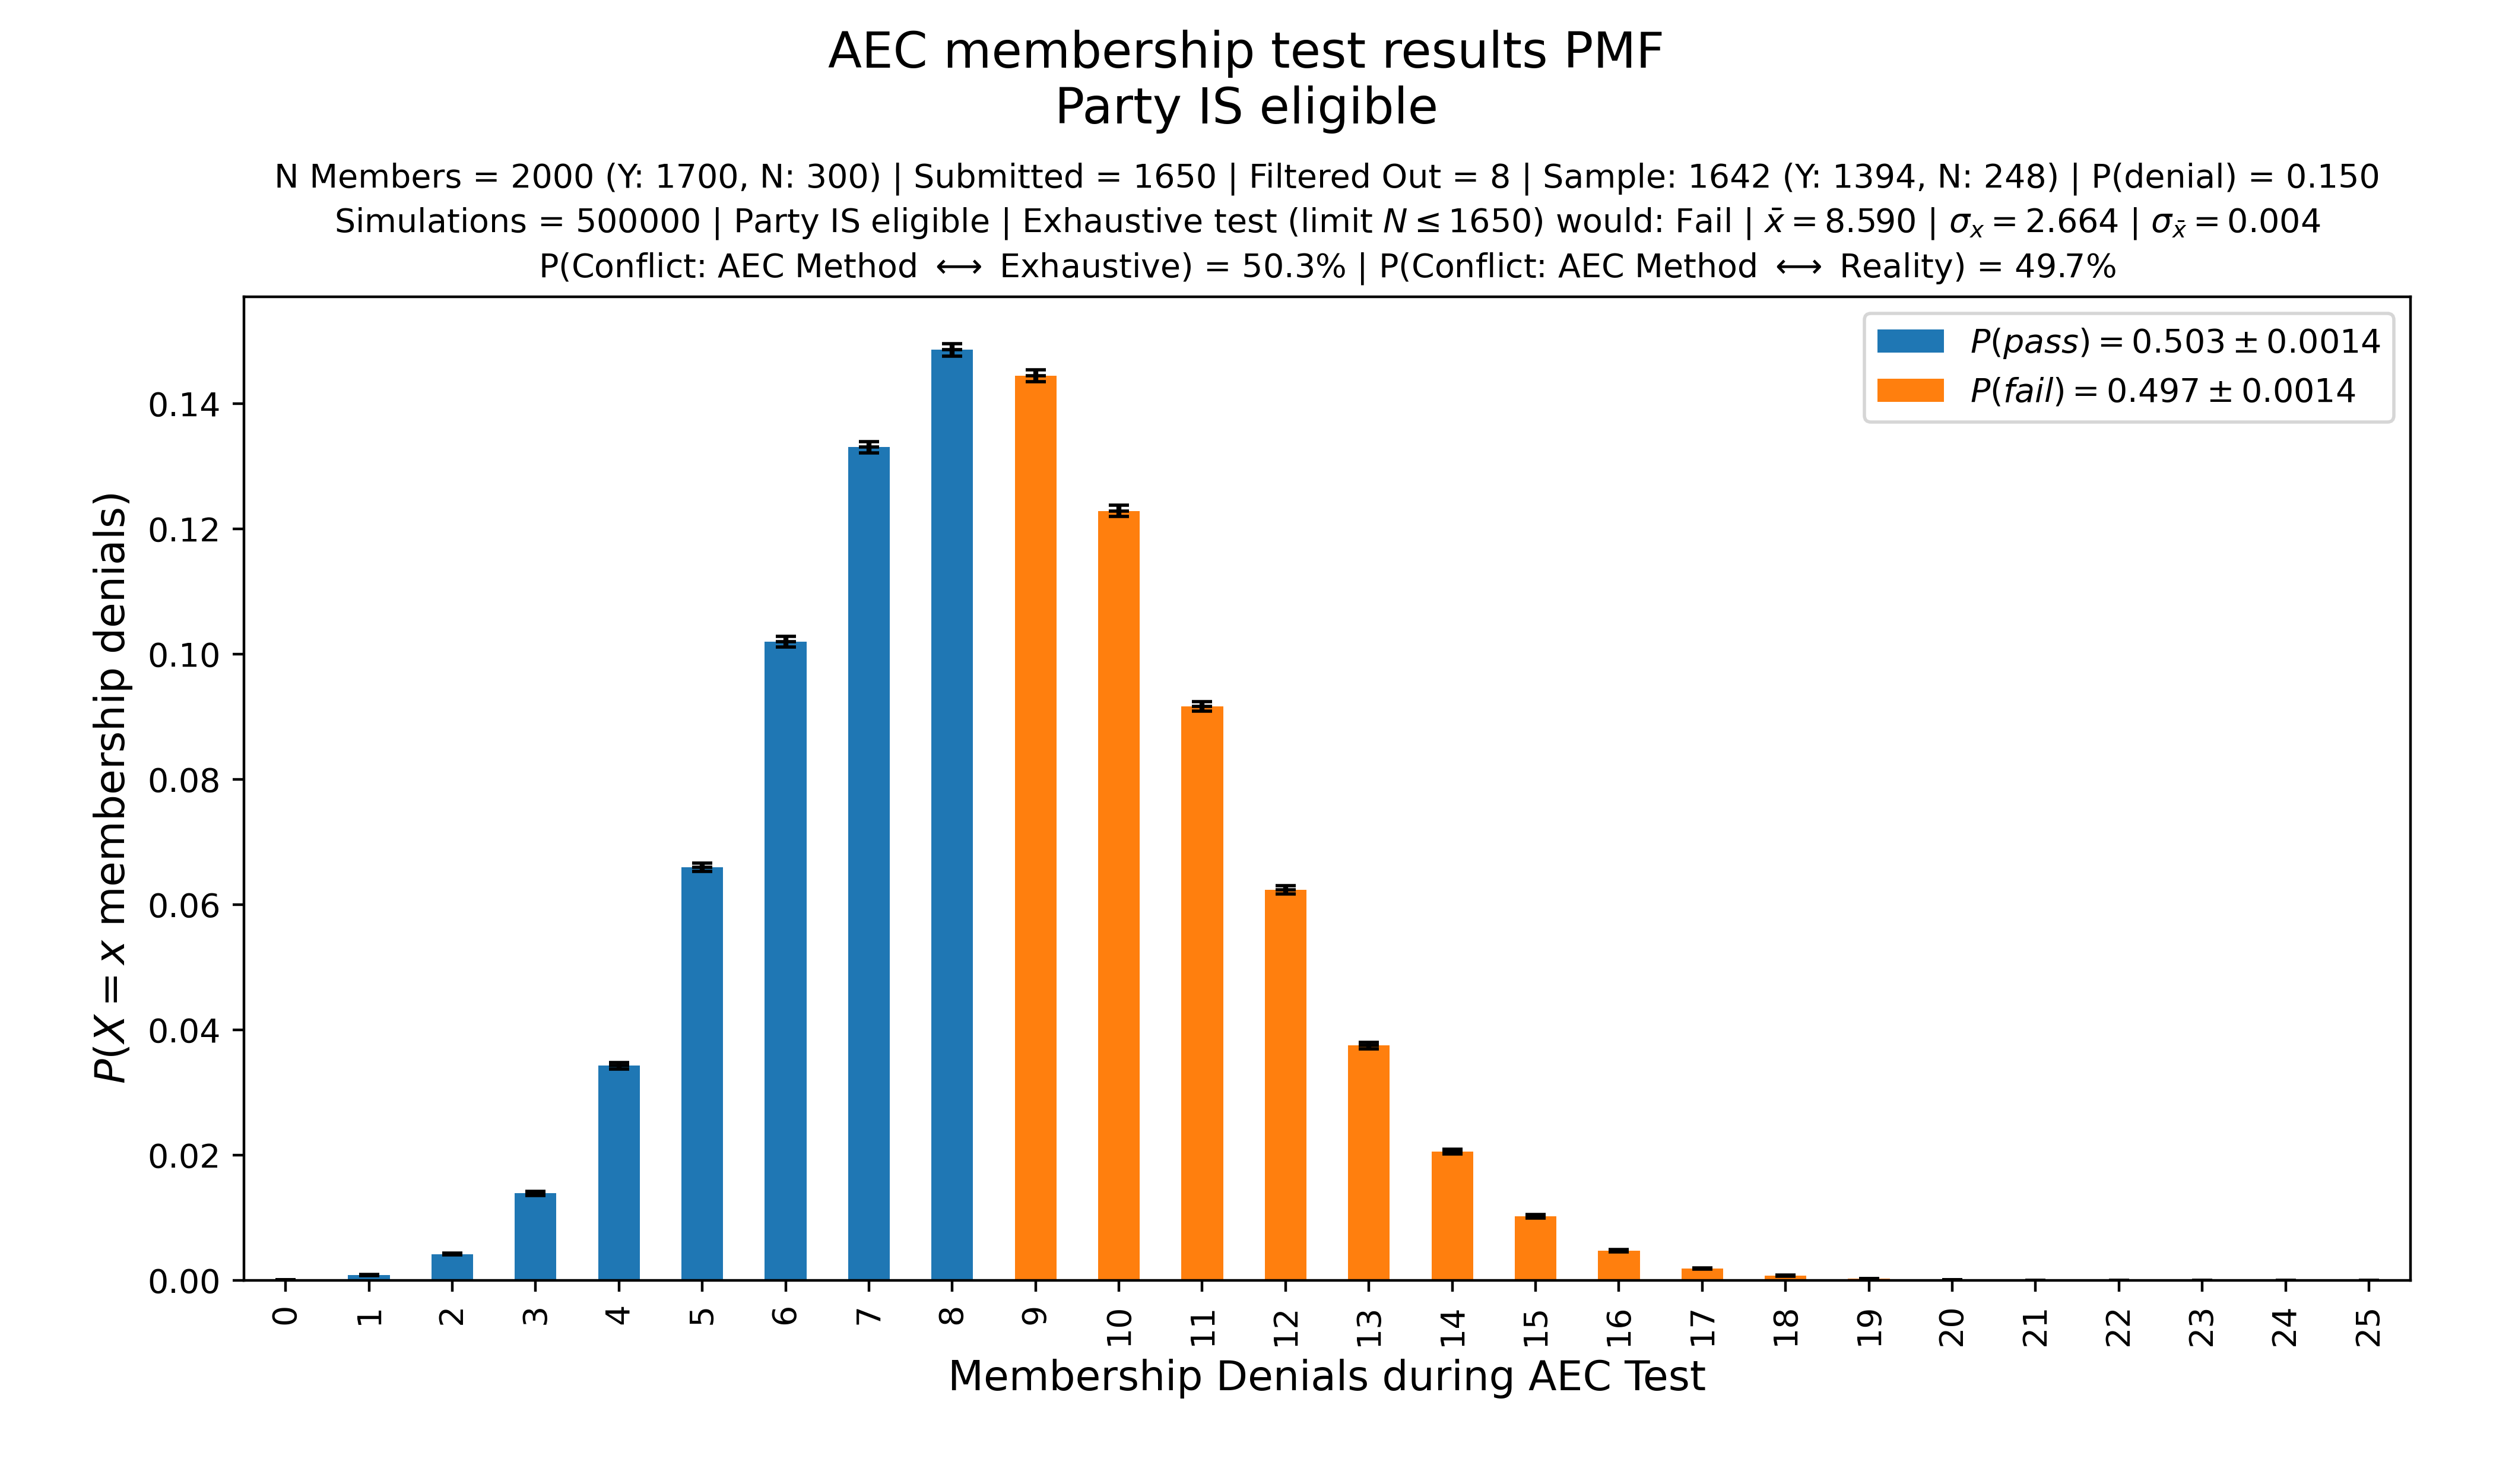 AEC membership test results PMF
Party IS eligible
N Members = 2000 (Y: 1700, N: 300) | Submitted = 1650 | Filtered Out = 8 | Sample: 1642 (Y: 1394, N: 248) | P(denial) = 0.150
Simulations = 500000 | Party IS eligible | Exhaustive test (limit N ≤ 1650) would: Fail | x̄ = 8.590 | σₓ = 2.664 | σ_x̄ = 0.004
P(Conflict: AEC Method ⟷ Exhaustive) = 50.3% | P(Conflict: AEC Method ⟷ Reality) = 49.7%
P(pass) = 0.503 ± 0.0014
P(fail) = 0.497 ± 0.0014
P(X = x membership denials)
0.14
0.12
0.10
0.08
0.06
0.04
0.02
0.00
0 1 2 3 4 5 6 7 8 9 10 11 12 13 14 15 16 17 18 19 20 21 22 23 24 25
Membership Denials during AEC Test